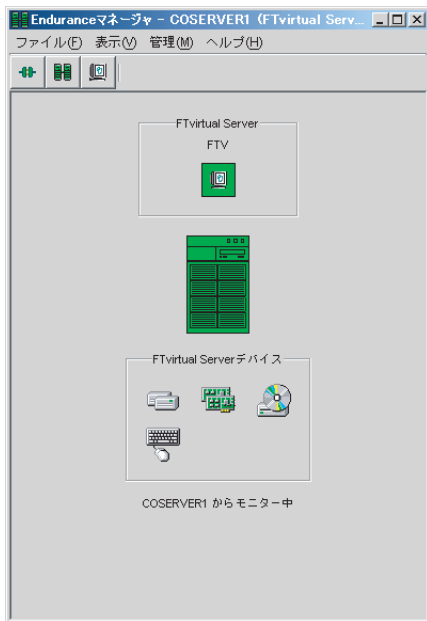 Enduranceマネージャ - COSERVER1 (FTvirtual Serv...
ファイル(F) 表示(V) 管理(M) ヘルプ(H)
FTvirtual Server
FTV
FTvirtual Serverデバイス
COSERVER1 からモニター中